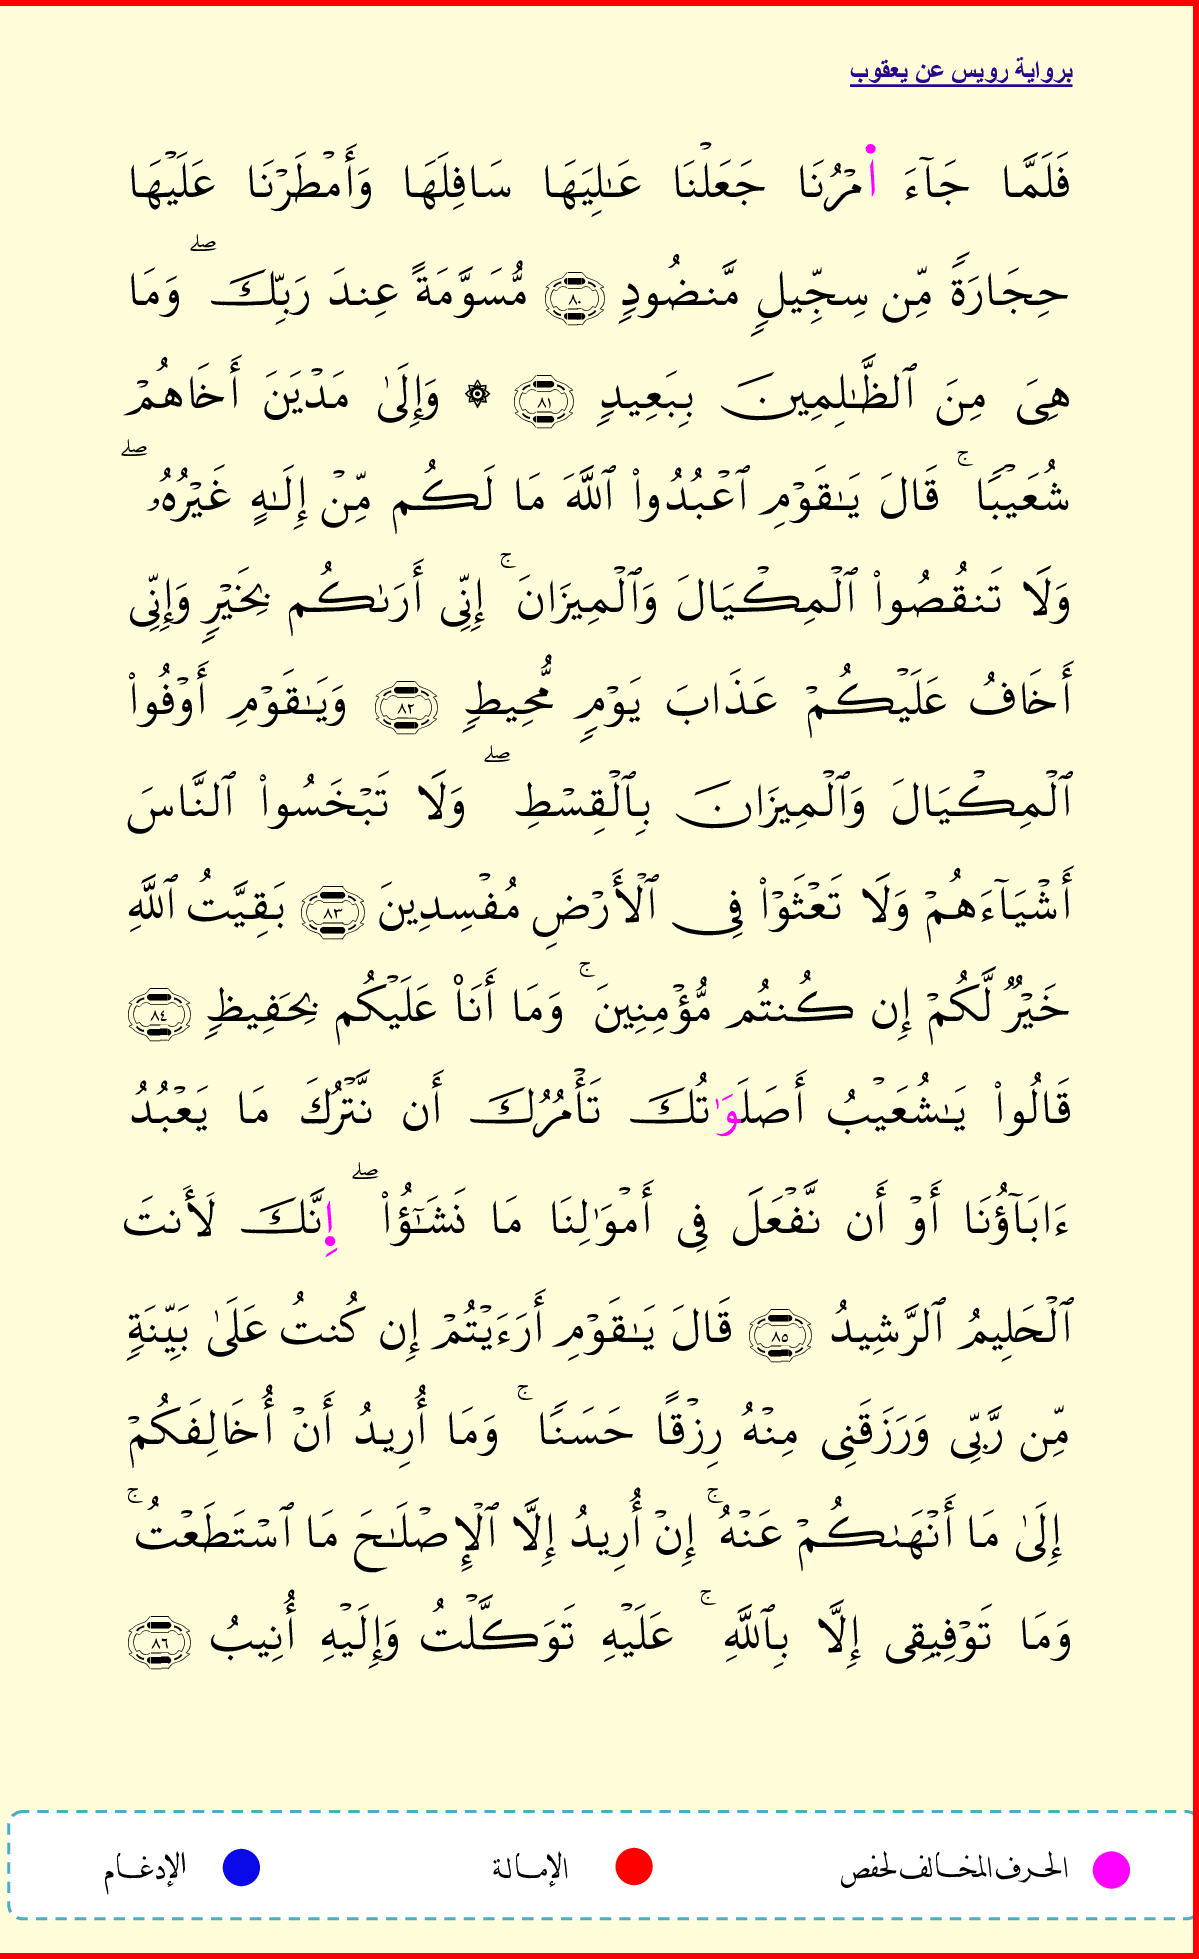 برواية رويس عن يعقوب
فَلَمَّا جَآءَ ا۬مْرُنَا جَعَلْنَا عَٰلِيَهَا سَافِلَهَا وَأَمْطَرْنَا عَلَيْهَا
حِجَارَةً مِّن سِجِّيلٍ مَّنضُودٍ ٨٠ مُّسَوَّمَةً عِندَ رَبِّكَ ۖ وَمَا
هِىَ مِنَ ٱلظَّٰلِمِينَ بِبَعِيدٍ ٨١ ۞ وَإِلَىٰ مَدْيَنَ أَخَاهُمْ
شُعَيْبًا ۚ قَالَ يَٰقَوْمِ ٱعْبُدُوا۟ ٱللَّهَ مَا لَكُم مِّنْ إِلَٰهٍ غَيْرُهُۥ ۖ
وَلَا تَنقُصُوا۟ ٱلْمِكْيَالَ وَٱلْمِيزَانَ ۚ إِنِّى أَرَىٰكُم بِخَيْرٍ وَإِنِّى
أَخَافُ عَلَيْكُمْ عَذَابَ يَوْمٍ مُّحِيطٍ ٨٢ وَيَٰقَوْمِ أَوْفُوا۟
ٱلْمِكْيَالَ وَٱلْمِيزَانَ بِٱلْقِسْطِ ۖ وَلَا تَبْخَسُوا۟ ٱلنَّاسَ
أَشْيَآءَهُمْ وَلَا تَعْثَوْا۟ فِى ٱلْأَرْضِ مُفْسِدِينَ ٨٣ بَقِيَّتُ ٱللَّهِ
خَيْرٌ لَّكُمْ إِن كُنتُم مُّؤْمِنِينَ ۚ وَمَا أَنَا۠ عَلَيْكُم بِحَفِيظٍ ٨٤
قَالُوا۟ يَٰشُعَيْبُ أَصَلَوَٰتُكَ تَأْمُرُكَ أَن نَّتْرُكَ مَا يَعْبُدُ
ءَابَآؤُنَا أَوْ أَن نَّفْعَلَ فِى أَمْوَٰلِنَا مَا نَشَٰٓؤُا۟ ۖ إِنَّكَ لَأَنتَ
ٱلْحَلِيمُ ٱلرَّشِيدُ ٨٥ قَالَ يَٰقَوْمِ أَرَءَيْتُمْ إِن كُنتُ عَلَىٰ بَيِّنَةٍ
مِّن رَّبِّى وَرَزَقَنِى مِنْهُ رِزْقًا حَسَنًا ۚ وَمَا أُرِيدُ أَنْ أُخَالِفَكُمْ
إِلَىٰ مَا أَنْهَىٰكُمْ عَنْهُ ۚ إِنْ أُرِيدُ إِلَّا ٱلْإِصْلَٰحَ مَا ٱسْتَطَعْتُ ۚ
وَمَا تَوْفِيقِى إِلَّا بِٱللَّهِ ۚ عَلَيْهِ تَوَكَّلْتُ وَإِلَيْهِ أُنِيبُ ٨٦
الحرف المخالف لحفص الإمالة الإدغام